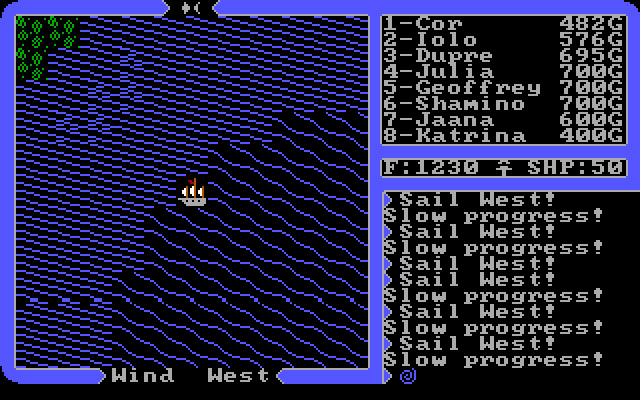 1-Cor 482G
2-Iolo 576G
3-Dupre 695G
4-Julia 700G
5-Geoffrey 700G
6-Shamino 700G
7-Jaana 600G
8-Katrina 400G
F:1230 SHP:50
Sail West!
Slow progress!
Sail West!
Slow progress!
Sail West!
Sail West!
Slow progress!
Sail West!
Slow progress!
Sail West!
Slow progress!
Wind West